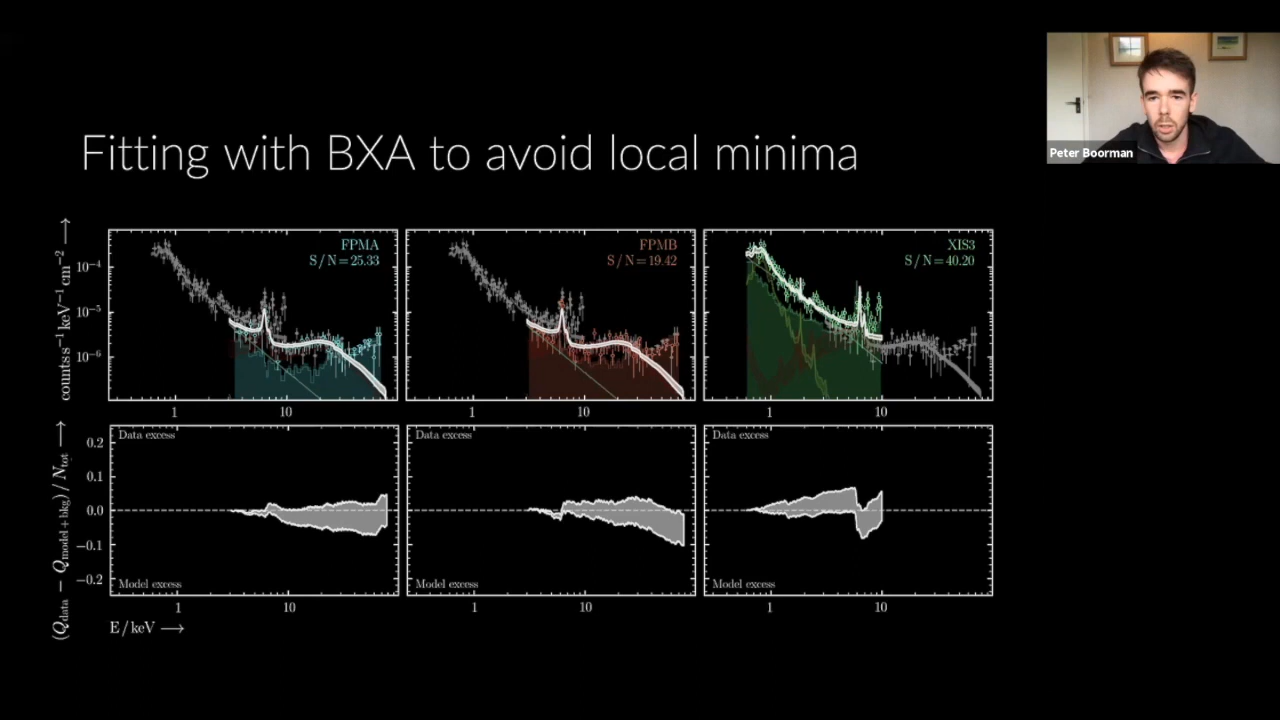 Peter Boorman
Fitting with BXA to avoid local minima
counts s⁻¹ keV⁻¹ cm⁻² ⟶
10⁻⁴
10⁻⁵
10⁻⁶
FPMA
S/N=25.33
1 10
FPMB
S/N=19.42
1 10
XIS3
S/N=40.20
1 10
(Q_data − Q_model+bkg) / N_tot ⟶
0.2
0.1
0.0
−0.1
−0.2
Data excess
Model excess
1 10
Data excess
Model excess
1 10
Data excess
Model excess
1 10
E/keV ⟶